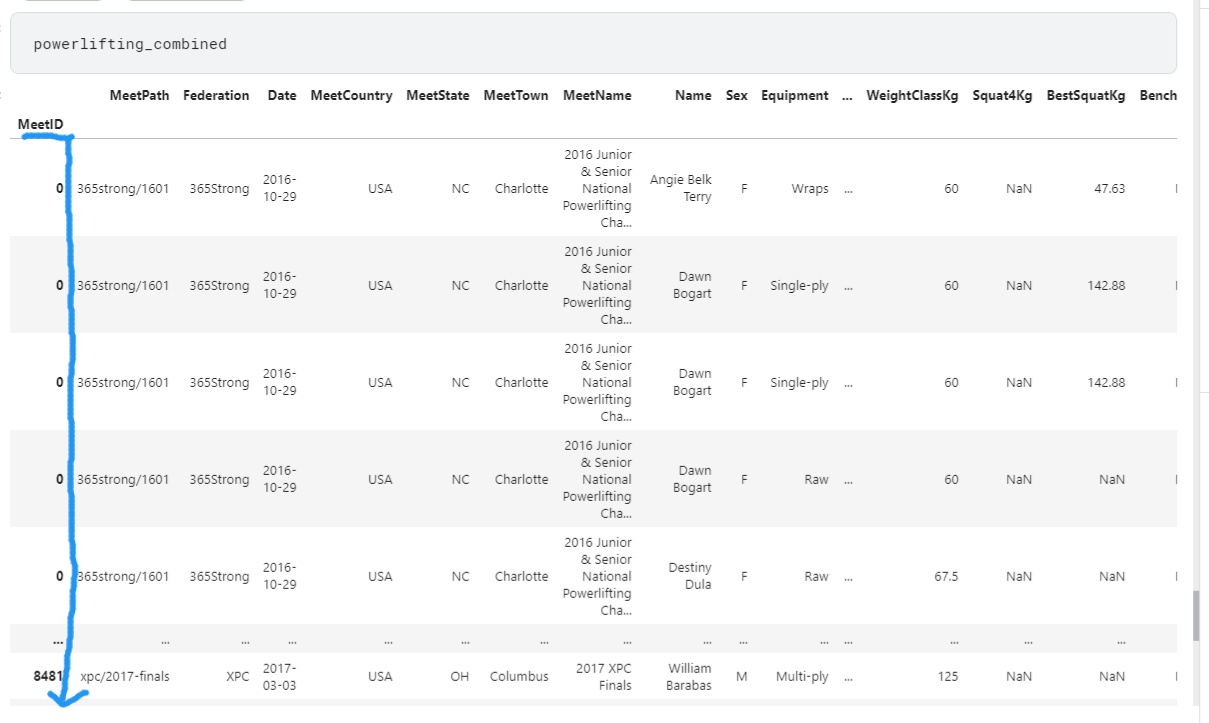 powerlifting_combined
MeetPath Federation Date MeetCountry MeetState MeetTown MeetName Name Sex Equipment ... WeightClassKg Squat4Kg BestSquatKg Bench
MeetID
0 365strong/1601 365Strong 2016-10-29 USA NC Charlotte 2016 Junior & Senior National Powerlifting Cha... Angie Belk Terry F Wraps ... 60 NaN 47.63
0 365strong/1601 365Strong 2016-10-29 USA NC Charlotte 2016 Junior & Senior National Powerlifting Cha... Dawn Bogart F Single-ply ... 60 NaN 142.88
0 365strong/1601 365Strong 2016-10-29 USA NC Charlotte 2016 Junior & Senior National Powerlifting Cha... Dawn Bogart F Single-ply ... 60 NaN 142.88
0 365strong/1601 365Strong 2016-10-29 USA NC Charlotte 2016 Junior & Senior National Powerlifting Cha... Dawn Bogart F Raw ... 60 NaN NaN
0 365strong/1601 365Strong 2016-10-29 USA NC Charlotte 2016 Junior & Senior National Powerlifting Cha... Destiny Dula F Raw ... 67.5 NaN NaN
... ... ... ... ... ... ... ... ... ... ... ... ... ... ...
8481 xpc/2017-finals XPC 2017-03-03 USA OH Columbus 2017 XPC Finals William Barabas M Multi-ply ... 125 NaN NaN